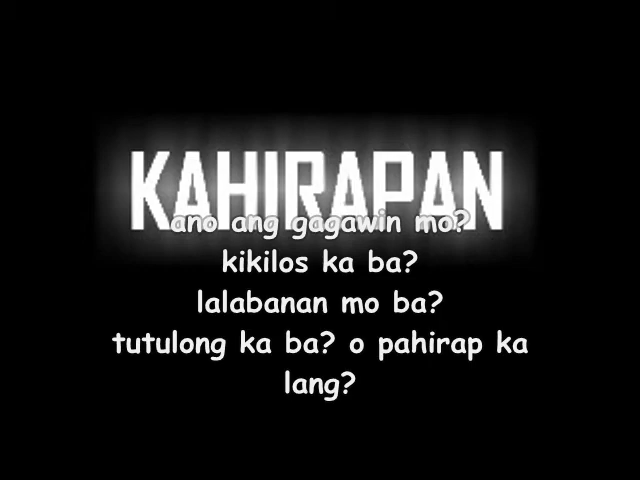 KAHIRAPAN
ano ang gagawin mo?
kikilos ka ba?
lalabanan mo ba?
tutulong ka ba? o pahirap ka
lang?